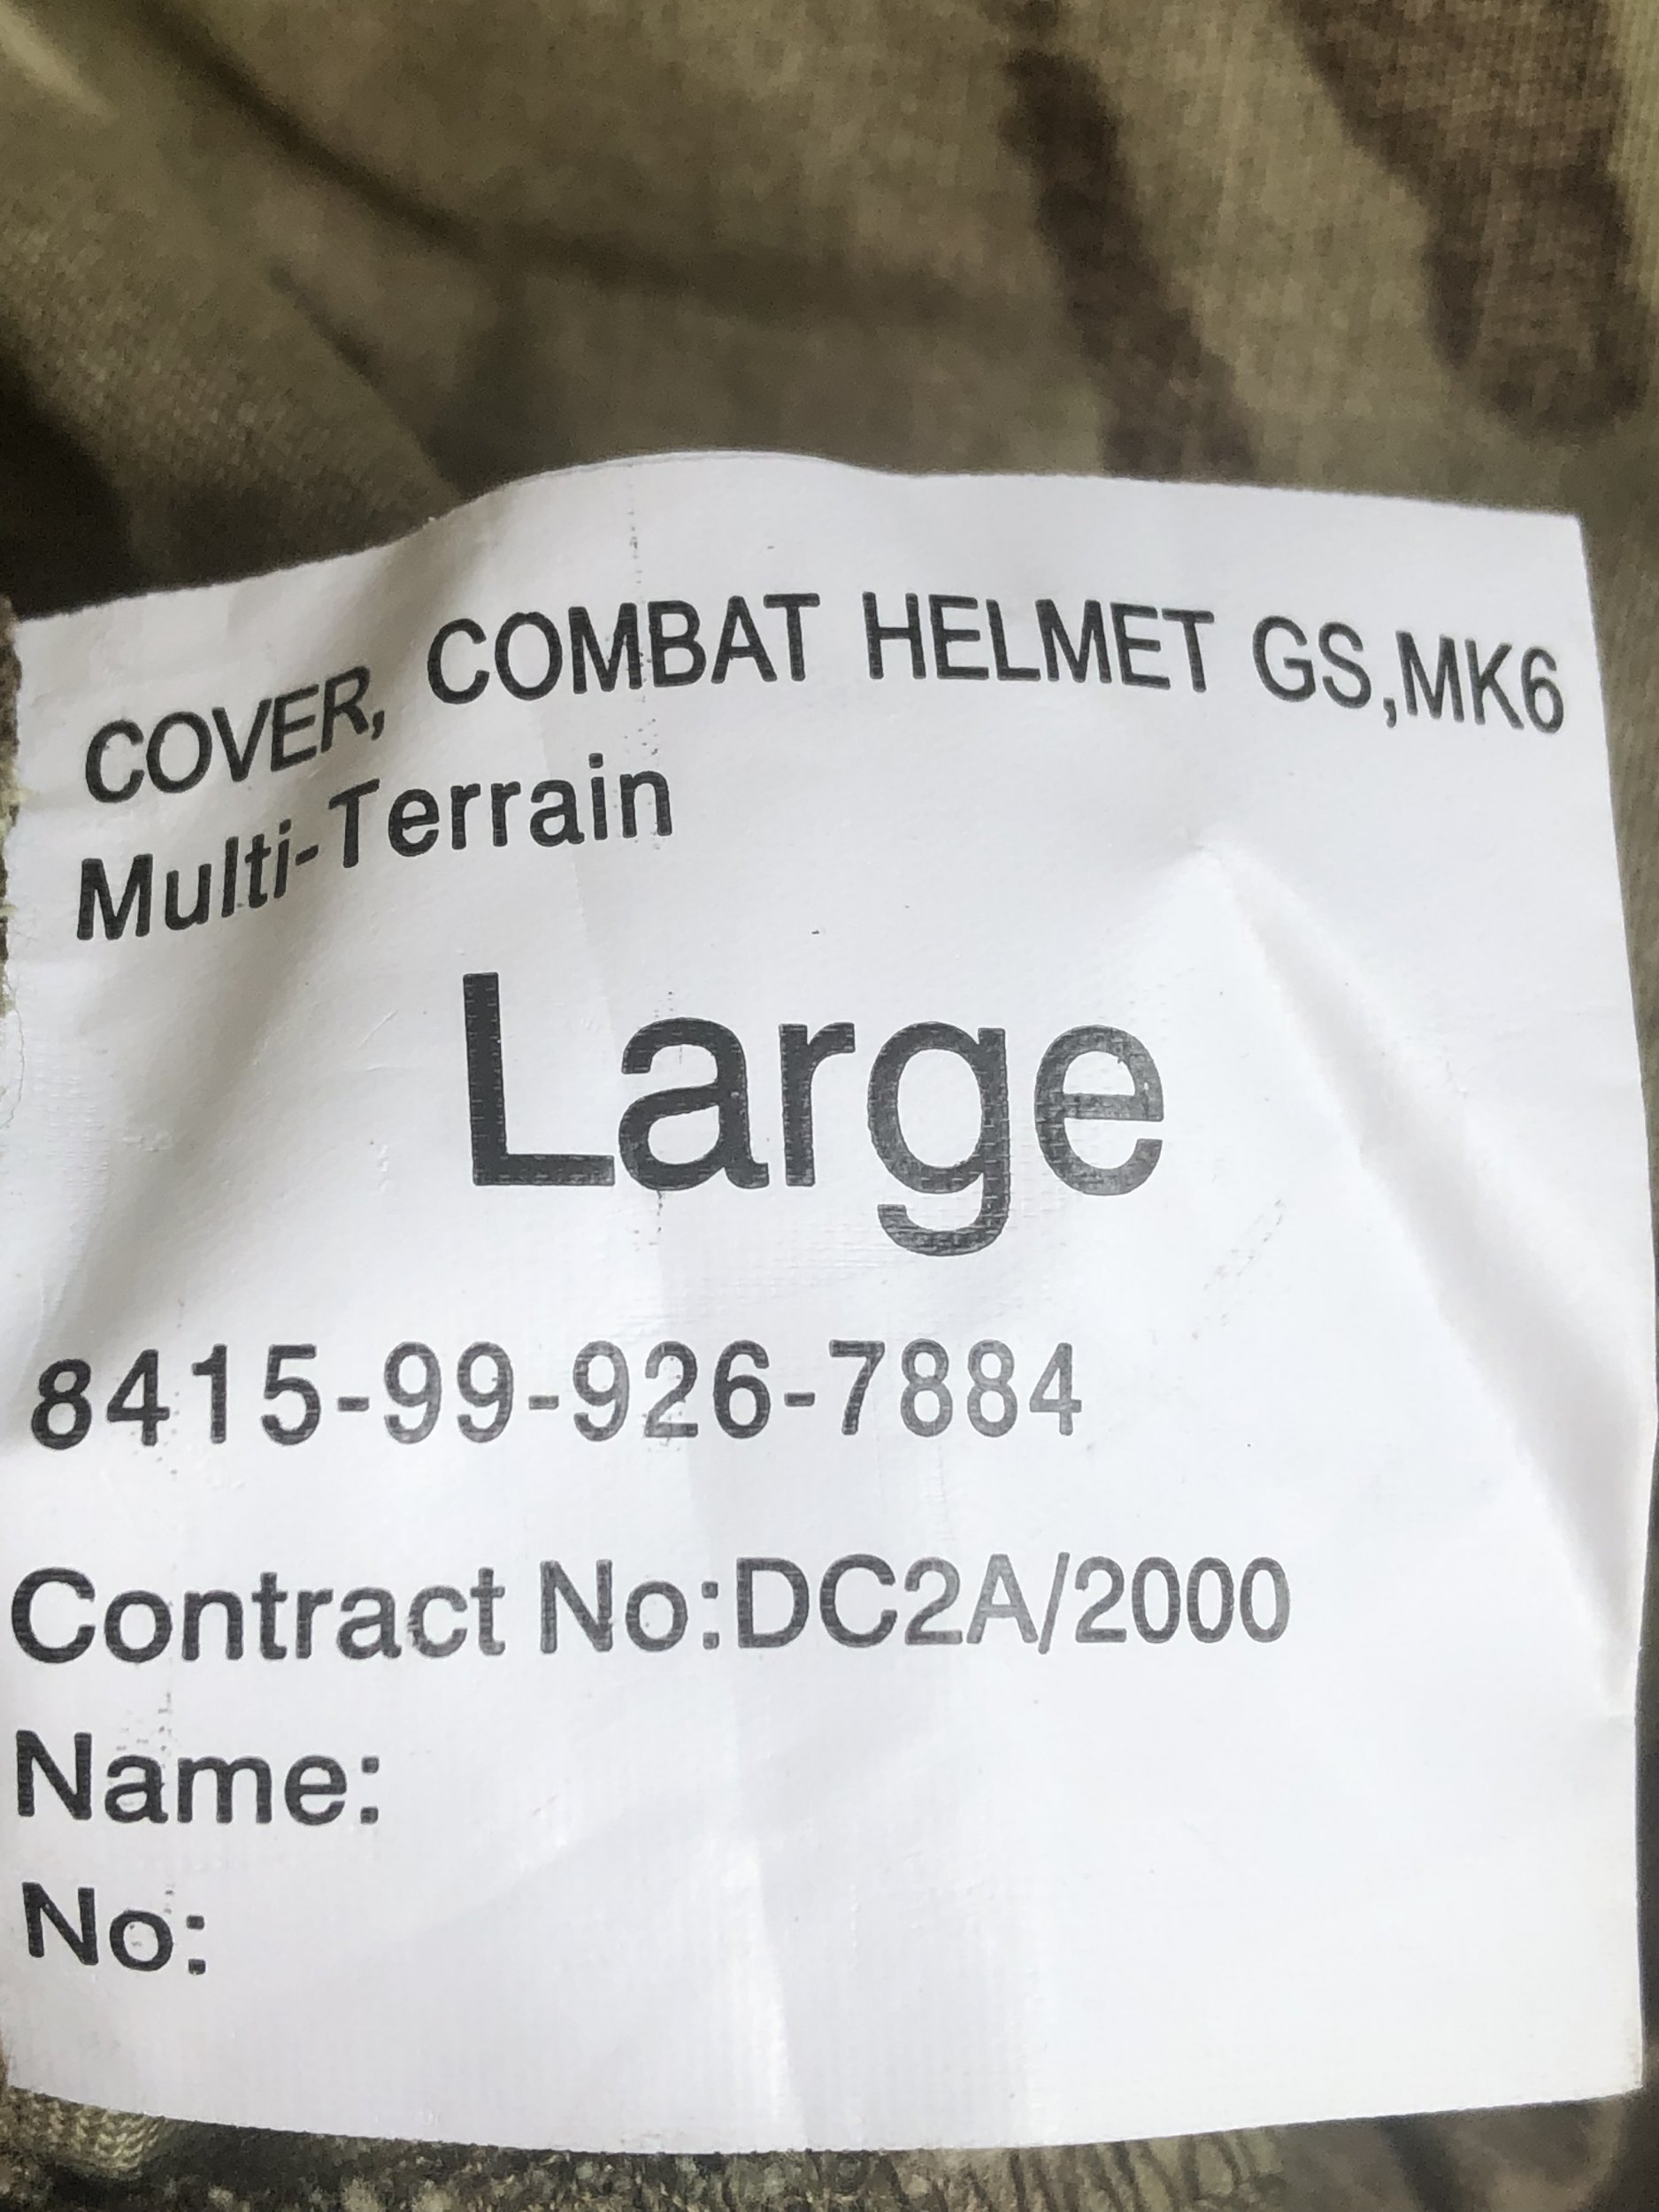 COVER, COMBAT HELMET GS,MK6
Multi-Terrain
Large
8415-99-926-7884
Contract No:DC2A/2000
Name:
No: